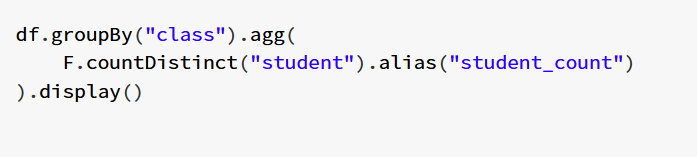 df.groupBy("class").agg(
    F.countDistinct("student").alias("student_count")
).display()